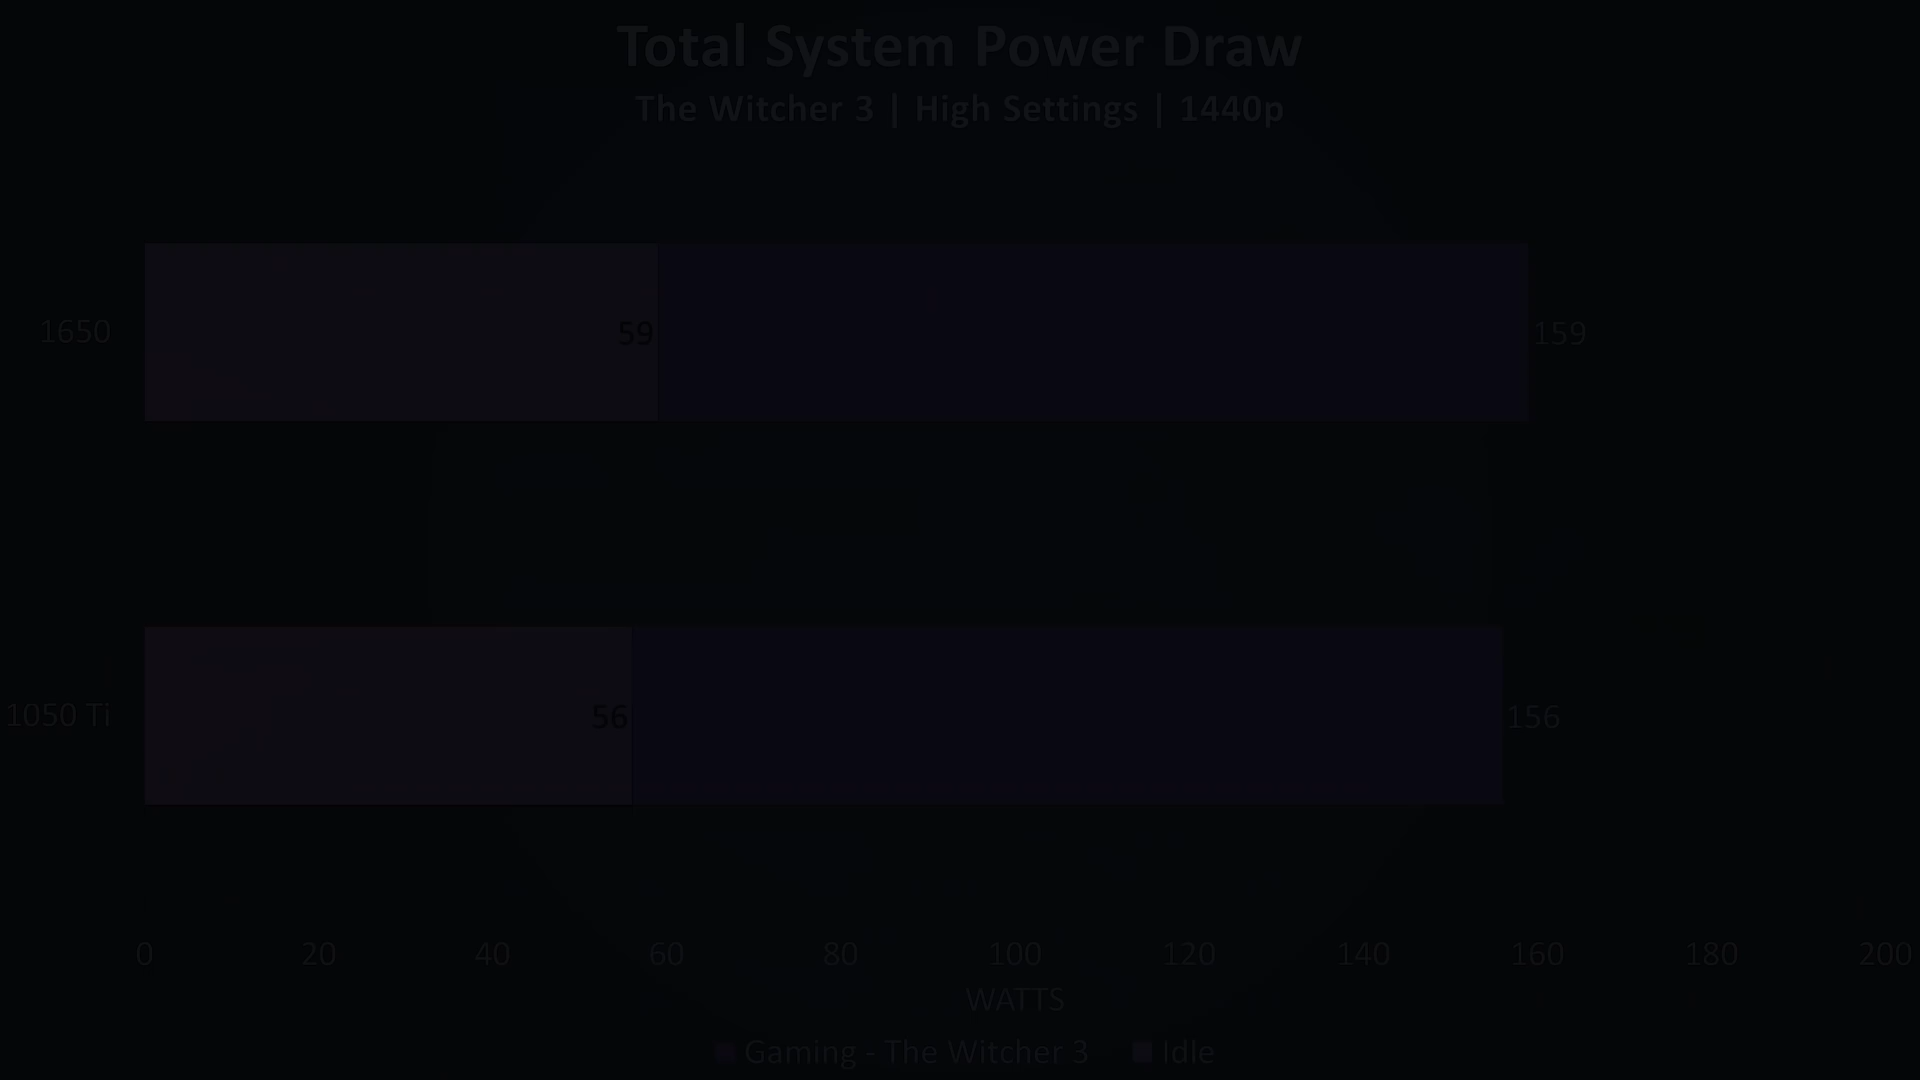 Total System Power Draw
The Witcher 3 | High Settings | 1440p
1650
59
159
1050 Ti
56
156
0 20 40 60 80 100 120 140 160 180 200
WATTS
Gaming - The Witcher 3 Idle